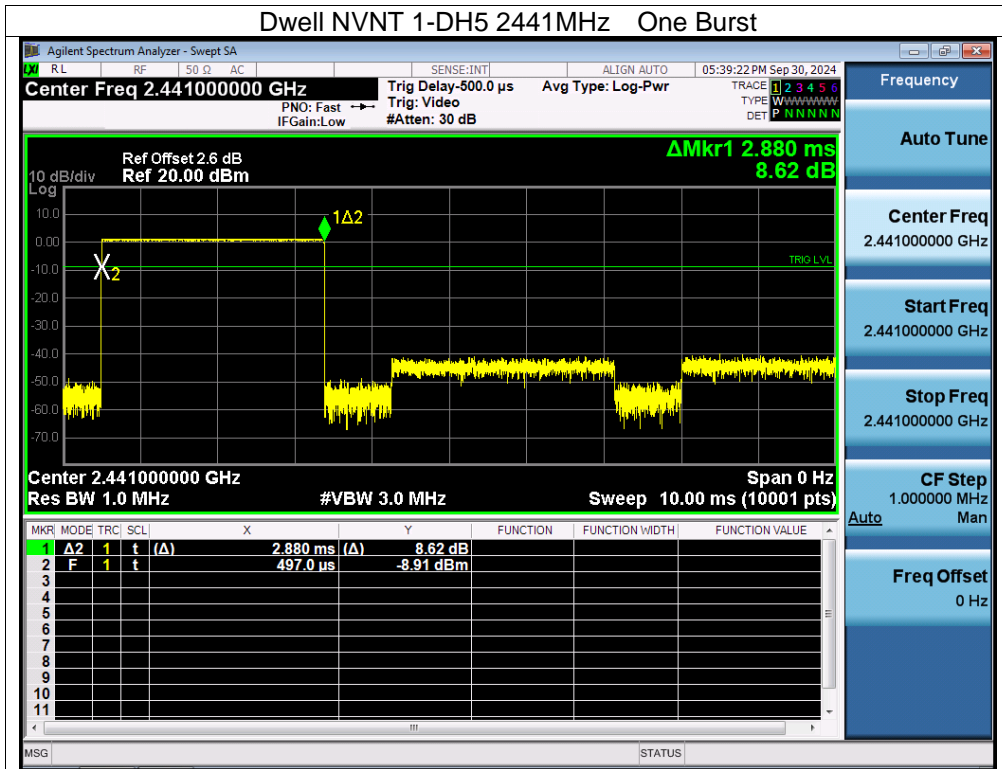 Dwell NVNT 1-DH5 2441MHz One Burst
Agilent Spectrum Analyzer - Swept SA
LXI RL RF 50 Ω AC SENSE:INT ALIGN AUTO 05:39:22 PM Sep 30, 2024
Center Freq 2.441000000 GHz
PNO: Fast
IFGain:Low
Trig Delay-500.0 µs
Trig: Video
#Atten: 30 dB
Avg Type: Log-Pwr
TRACE 1 2 3 4 5 6
TYPE WWWWWW
DET P N N N N N
ΔMkr1 2.880 ms
8.62 dB
Ref Offset 2.6 dB
10 dB/div Ref 20.00 dBm
Log
10.0
0.00
-10.0
-20.0
-30.0
-40.0
-50.0
-60.0
-70.0
1Δ2
2
TRIG LVL
Center 2.441000000 GHz Span 0 Hz
Res BW 1.0 MHz #VBW 3.0 MHz Sweep 10.00 ms (10001 pts)
MKR MODE TRC SCL X Y FUNCTION FUNCTION WIDTH FUNCTION VALUE
1 Δ2 1 t (Δ) 2.880 ms (Δ) 8.62 dB
2 F 1 t 497.0 µs -8.91 dBm
3
4
5
6
7
8
9
10
11
MSG STATUS
Frequency
Auto Tune
Center Freq
2.441000000 GHz
Start Freq
2.441000000 GHz
Stop Freq
2.441000000 GHz
CF Step
1.000000 MHz
Auto Man
Freq Offset
0 Hz